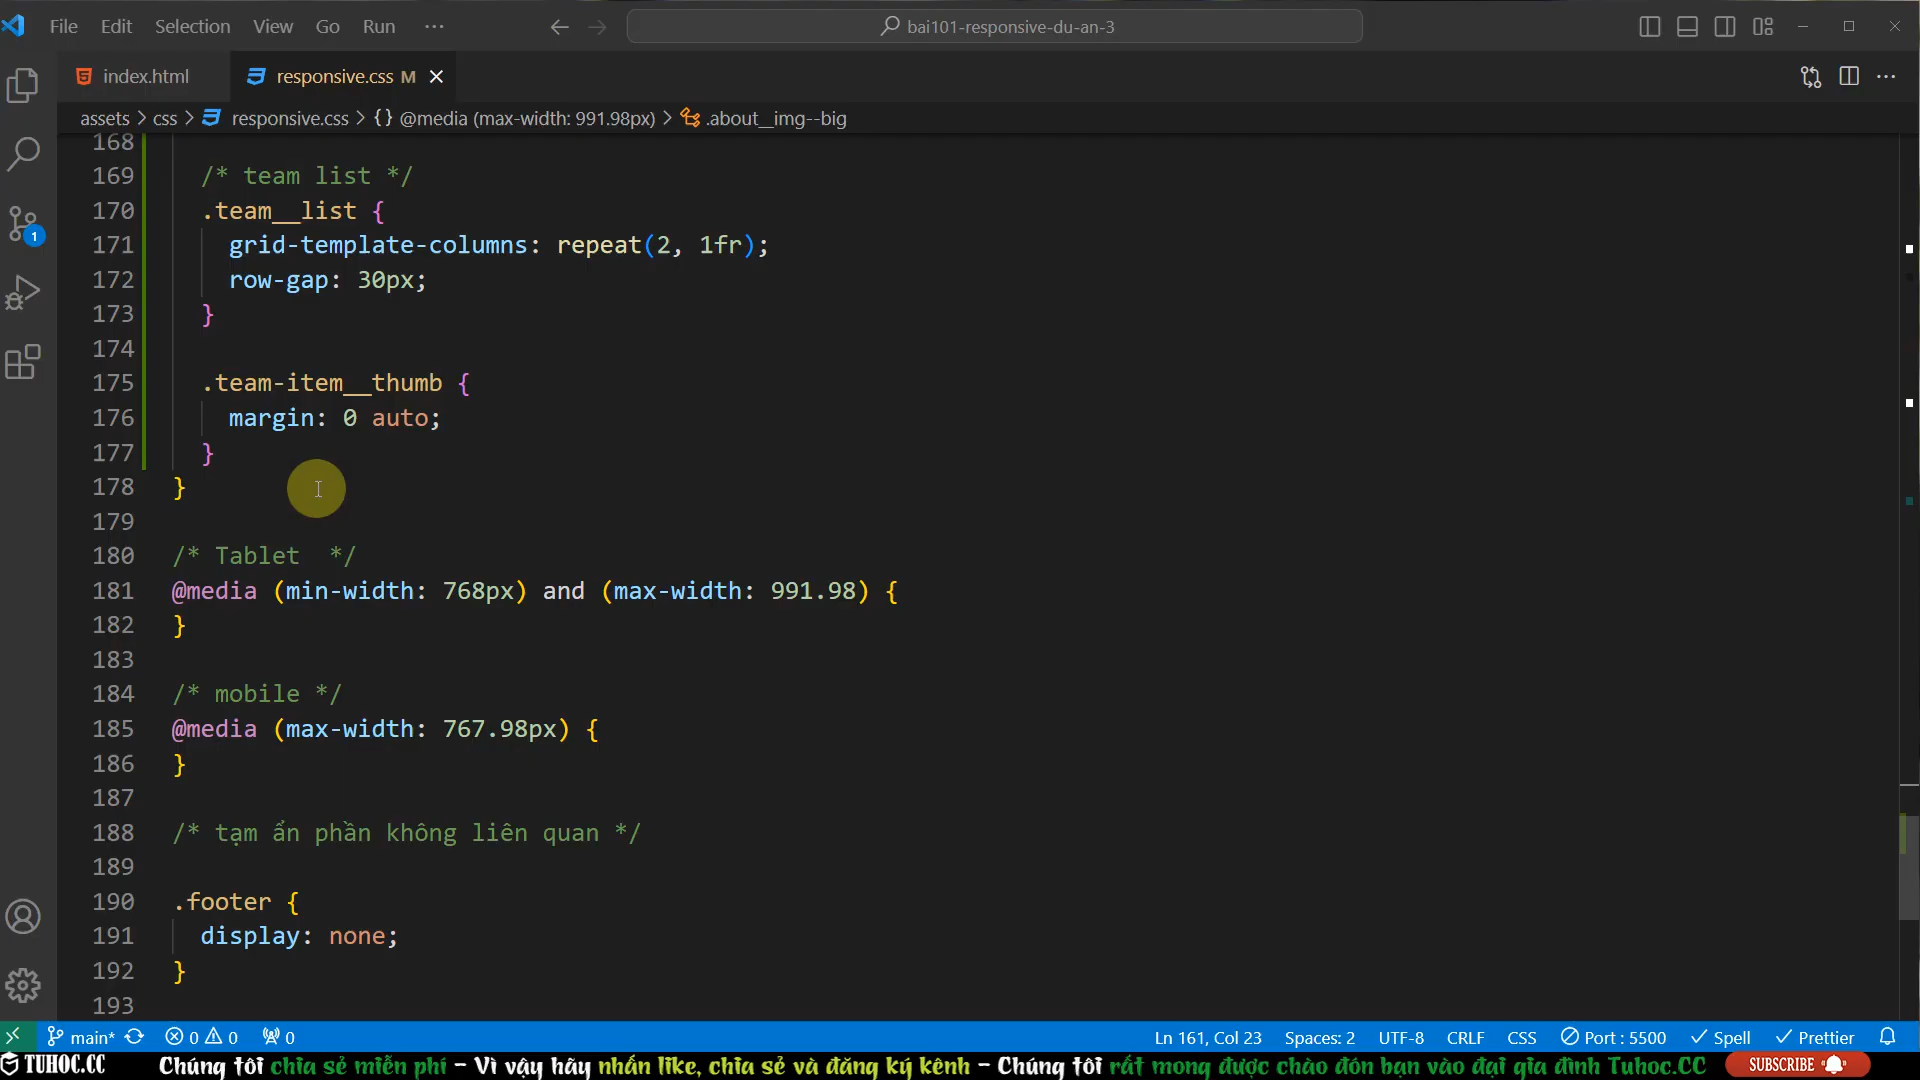 File Edit Selection View Go Run ··· bai101-responsive-du-an-3
index.html responsive.css M
assets > css > responsive.css > {} @media (max-width: 991.98px) > .about__img--big
168
169 /* team list */
170 .team__list {
171 grid-template-columns: repeat(2, 1fr);
172 row-gap: 30px;
173 }
174
175 .team-item__thumb {
176 margin: 0 auto;
177 }
178 }
179
180 /* Tablet  */
181 @media (min-width: 768px) and (max-width: 991.98) {
182 }
183
184 /* mobile */
185 @media (max-width: 767.98px) {
186 }
187
188 /* tạm ẩn phần không liên quan */
189
190 .footer {
191 display: none;
192 }
193
1
main* 0 0 0 Ln 161, Col 23 Spaces: 2 UTF-8 CRLF CSS Port : 5500 Spell Prettier
TUHOC.CC Chúng tôi chia sẻ miễn phí – Vì vậy hãy nhấn like, chia sẻ và đăng ký kênh – Chúng tôi rất mong được chào đón bạn vào đại gia đình Tuhoc.CC SUBSCRIBE